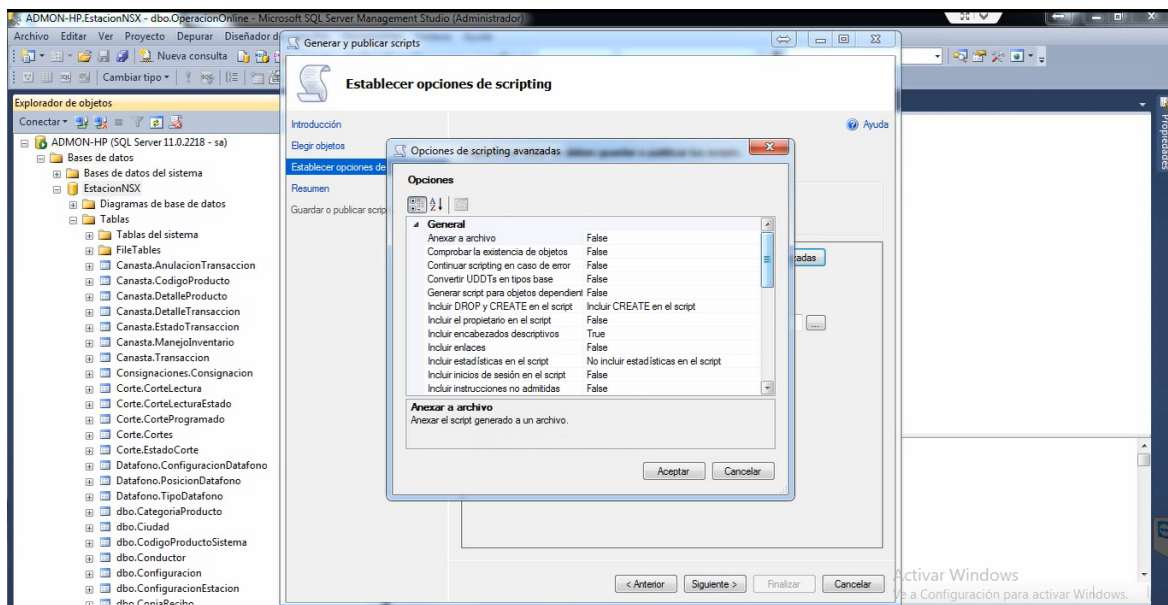 ADMON-HP.EstacionNSX - dbo.OperacionOnline - Microsoft SQL Server Management Studio (Administrador)
Archivo Editar Ver Proyecto Depurar Diseñador d
Nueva consulta
Cambiar tipo
Explorador de objetos
Conectar
ADMON-HP (SQL Server 11.0.2218 - sa)
Bases de datos
Bases de datos del sistema
EstacionNSX
Diagramas de base de datos
Tablas
Tablas del sistema
FileTables
Canasta.AnulacionTransaccion
Canasta.CodigoProducto
Canasta.DetalleProducto
Canasta.DetalleTransaccion
Canasta.EstadoTransaccion
Canasta.ManejoInventario
Canasta.Transaccion
Consignaciones.Consignacion
Corte.CorteLectura
Corte.CorteLecturaEstado
Corte.CorteProgramado
Corte.Cortes
Corte.EstadoCorte
Datafono.ConfiguracionDatafono
Datafono.PosicionDatafono
Datafono.TipoDatafono
dbo.CategoriaProducto
dbo.Ciudad
dbo.CodigoProductoSistema
dbo.Conductor
dbo.Configuracion
dbo.ConfiguracionEstacion
dbo.CopiaRecibo
Generar y publicar scripts
Establecer opciones de scripting
Introducción
Elegir objetos
Establecer opciones de
Resumen
Guardar o publicar scrip
Ayuda
zadas
...
Opciones de scripting avanzadas
Opciones
General
Anexar a archivo False
Comprobar la existencia de objetos False
Continuar scripting en caso de error False
Convertir UDDTs en tipos base False
Generar script para objetos dependient False
Incluir DROP y CREATE en el script Incluir CREATE en el script
Incluir el propietario en el script False
Incluir encabezados descriptivos True
Incluir enlaces False
Incluir estadísticas en el script No incluir estadísticas en el script
Incluir inicios de sesión en el script False
Incluir instrucciones no admitidas False
Anexar a archivo
Anexar el script generado a un archivo.
Aceptar Cancelar
< Anterior Siguiente > Finalizar Cancelar
Propiedades
Activar Windows
Ve a Configuración para activar Windows.